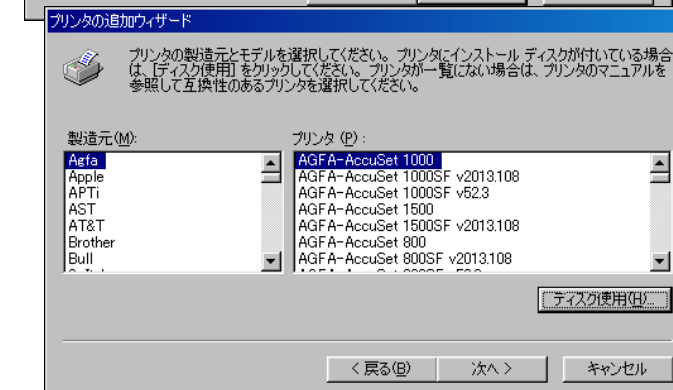 プリンタの追加ウィザード
プリンタの製造元とモデルを選択してください。プリンタにインストール ディスクが付いている場合
は、[ディスク使用] をクリックしてください。プリンタが一覧にない場合は、プリンタのマニュアルを
参照して互換性のあるプリンタを選択してください。
製造元(M):
Agfa
Apple
APTi
AST
AT&T
Brother
Bull
プリンタ (P) :
AGFA-AccuSet 1000
AGFA-AccuSet 1000SF v2013.108
AGFA-AccuSet 1000SF v52.3
AGFA-AccuSet 1500
AGFA-AccuSet 1500SF v2013.108
AGFA-AccuSet 800
AGFA-AccuSet 800SF v2013.108
ディスク使用(H)...
< 戻る(B)
次へ >
キャンセル